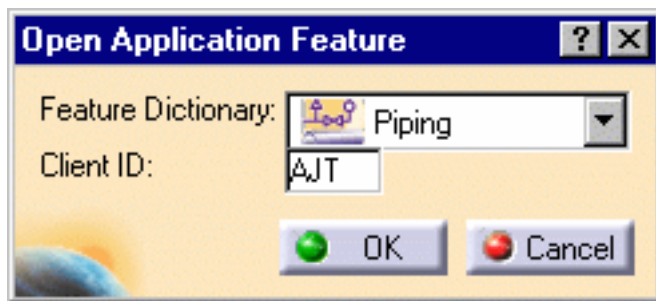 Open Application Feature
Feature Dictionary: Piping
Client ID: AJT
OK Cancel